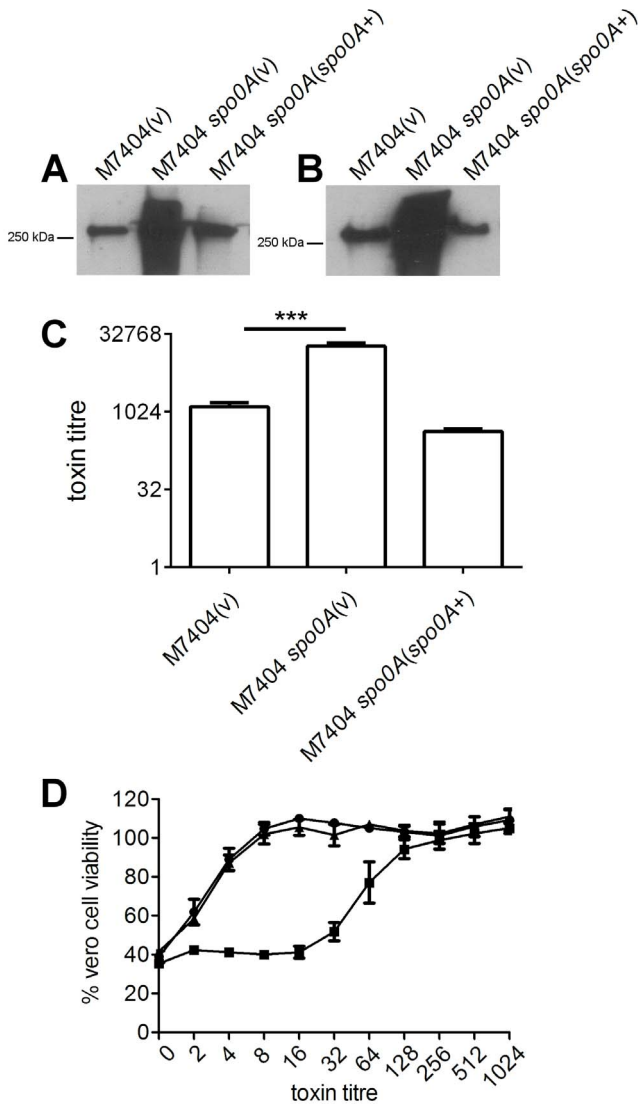 M7404(v)
M7404 spo0A(v)
M7404 spo0A(spo0A+)
M7404(v)
M7404 spo0A(v)
M7404 spo0A(spo0A+)
A
B
250 kDa
250 kDa
C
***
32768
1024
32
1
toxin titre
M7404(v)
M7404 spo0A(v)
M7404 spo0A(spo0A+)
D
120
100
80
60
40
20
0
% vero cell viability
0 2 4 8 16 32 64 128 256 512 1024
toxin titre